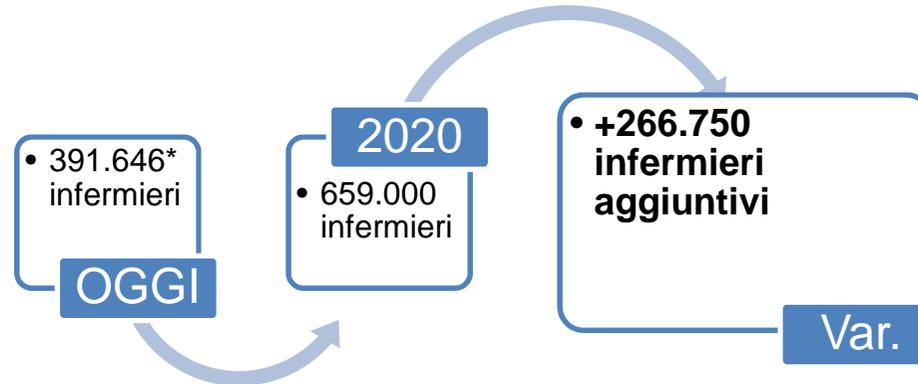 • 391.646*
infermieri
OGGI
2020
• 659.000
infermieri
• +266.750
infermieri
aggiuntivi
Var.